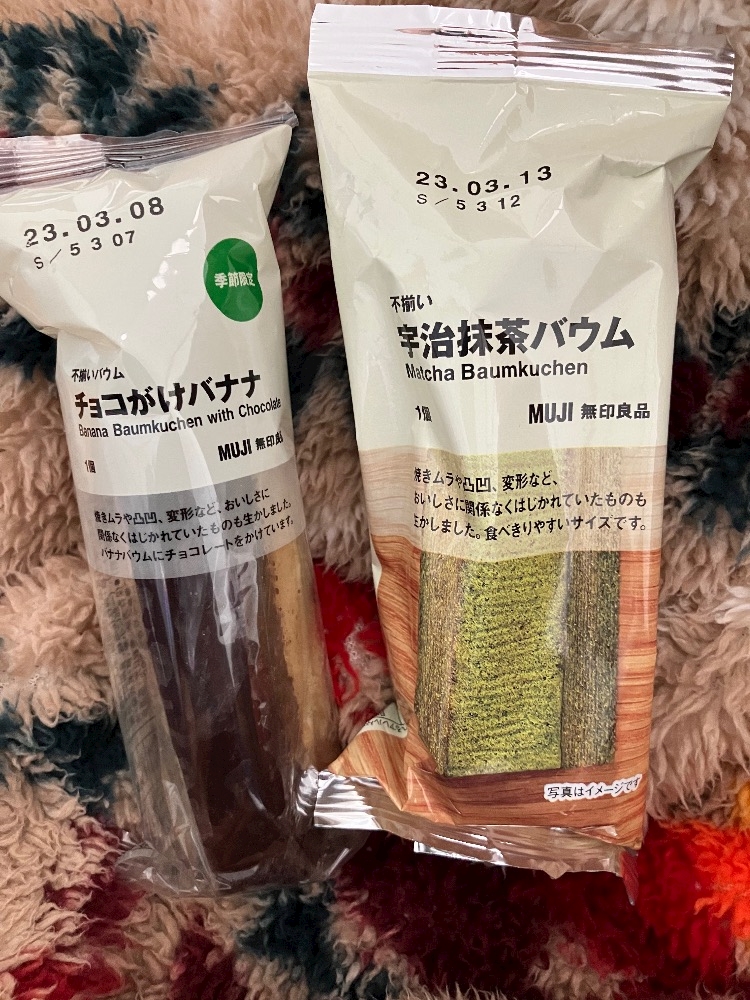 23.03.08
S/5307
季節限定
不揃いバウム
チョコがけバナナ
Banana Baumkuchen with Chocolate
1個
MUJI 無印良品
焼きムラや凸凹、変形など、おいしさに
関係なくはじかれていたものも生かしました。
バナナバウムにチョコレートをかけています。
23.03.13
S/5312
不揃い
宇治抹茶バウム
Matcha Baumkuchen
1個
MUJI 無印良品
焼きムラや凸凹、変形など、
おいしさに関係なくはじかれていたものも
生かしました。食べきりやすいサイズです。
写真はイメージです